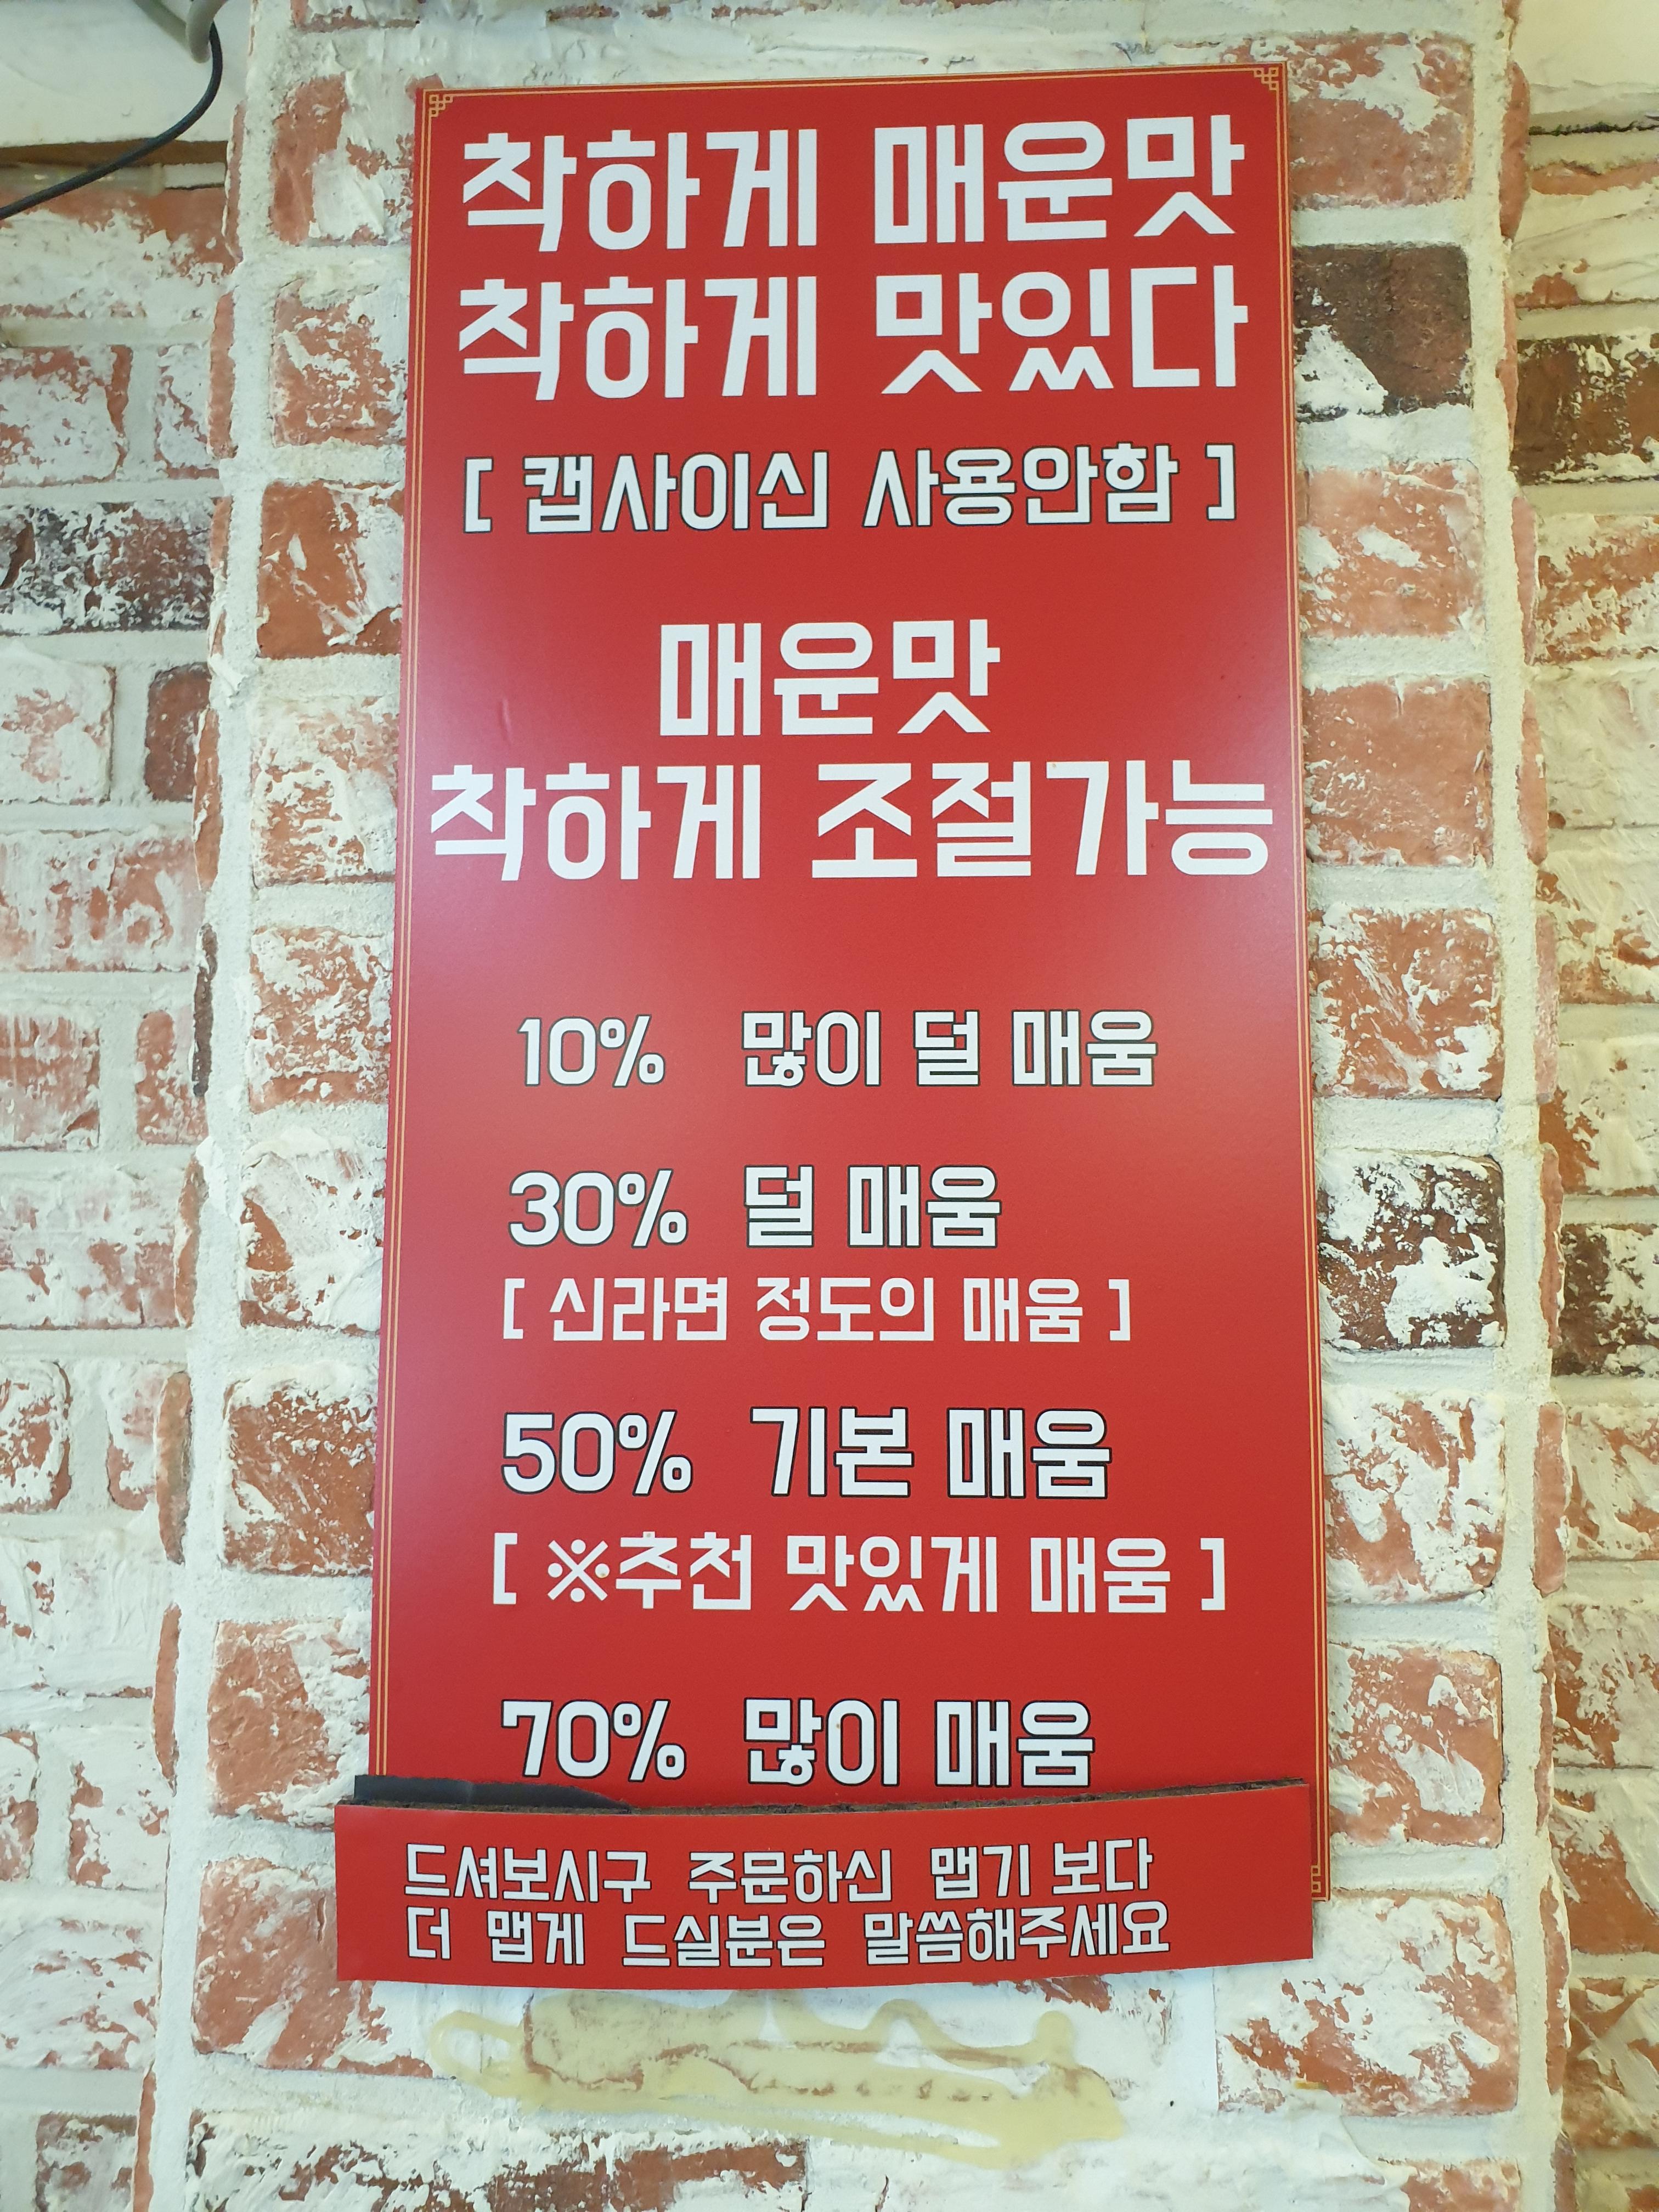 착하게 매운맛
착하게 맛있다
[ 캡사이신 사용안함 ]
매운맛
착하게 조절가능
10% 많이 덜 매움
30% 덜 매움
[ 신라면 정도의 매움 ]
50% 기본 매움
[ ※추천 맛있게 매움 ]
70% 많이 매움
드셔보시구 주문하신 맵기 보다
더 맵게 드실분은 말씀해주세요